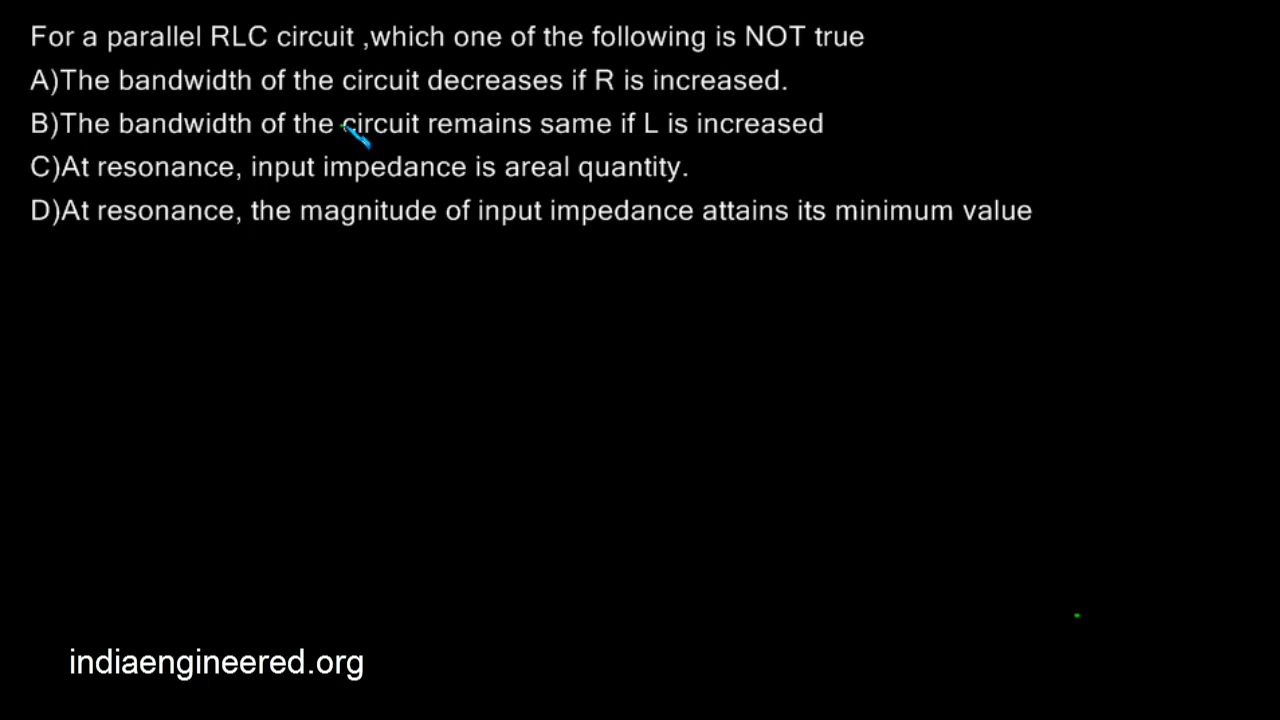 For a parallel RLC circuit ,which one of the following is NOT true
A)The bandwidth of the circuit decreases if R is increased.
B)The bandwidth of the circuit remains same if L is increased
C)At resonance, input impedance is areal quantity.
D)At resonance, the magnitude of input impedance attains its minimum value
indiaengineered.org